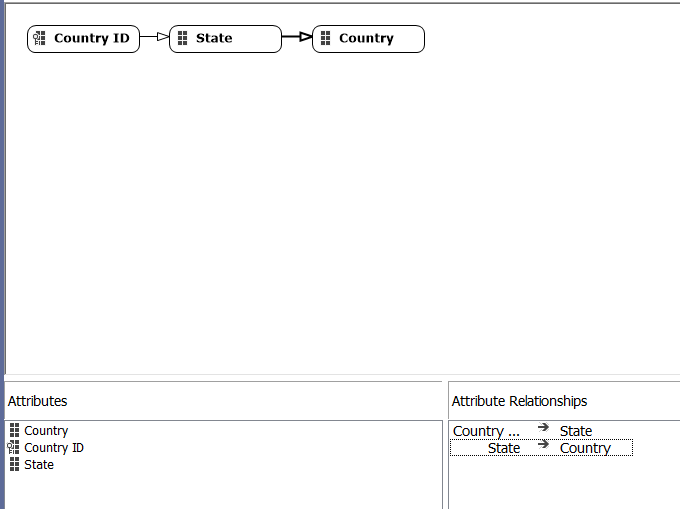 Country ID State Country
Attributes
Country
Country ID
State
Attribute Relationships
Country ... State
State Country